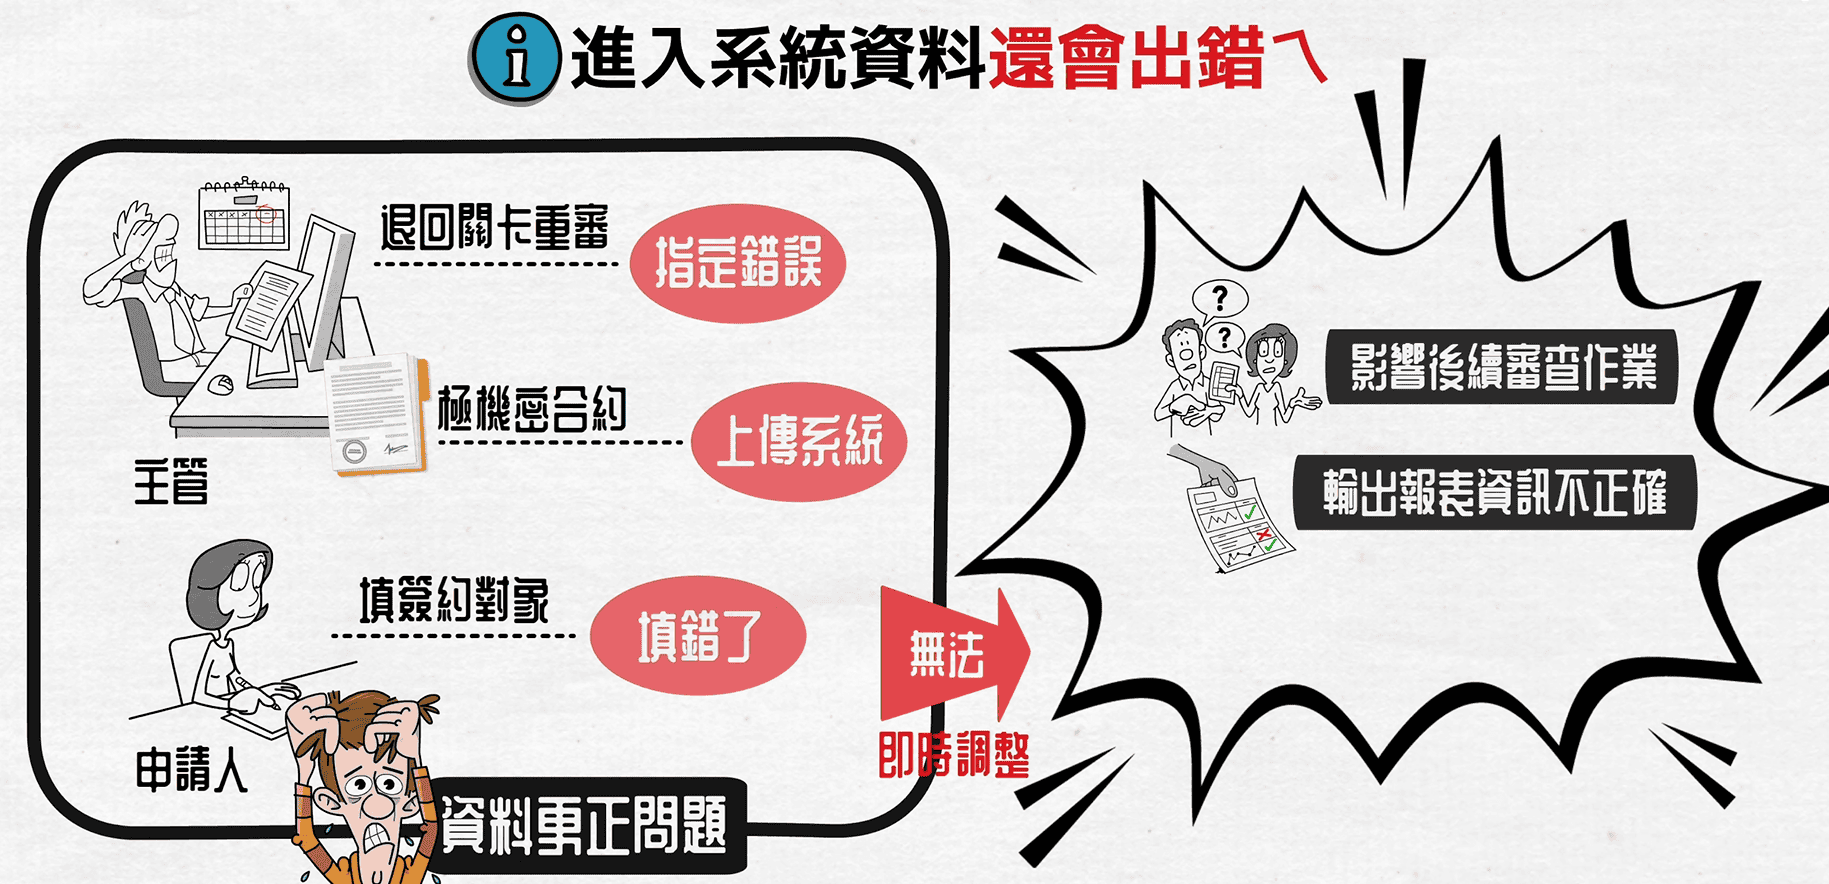 i 進入系統資料還會出錯ㄟ
退回關卡重審
指定錯誤
極機密合約
上傳系統
主管
填簽約對象
填錯了
申請人
資料更正問題
無法
即時調整
?
?
影響後續審查作業
輸出報表資訊不正確